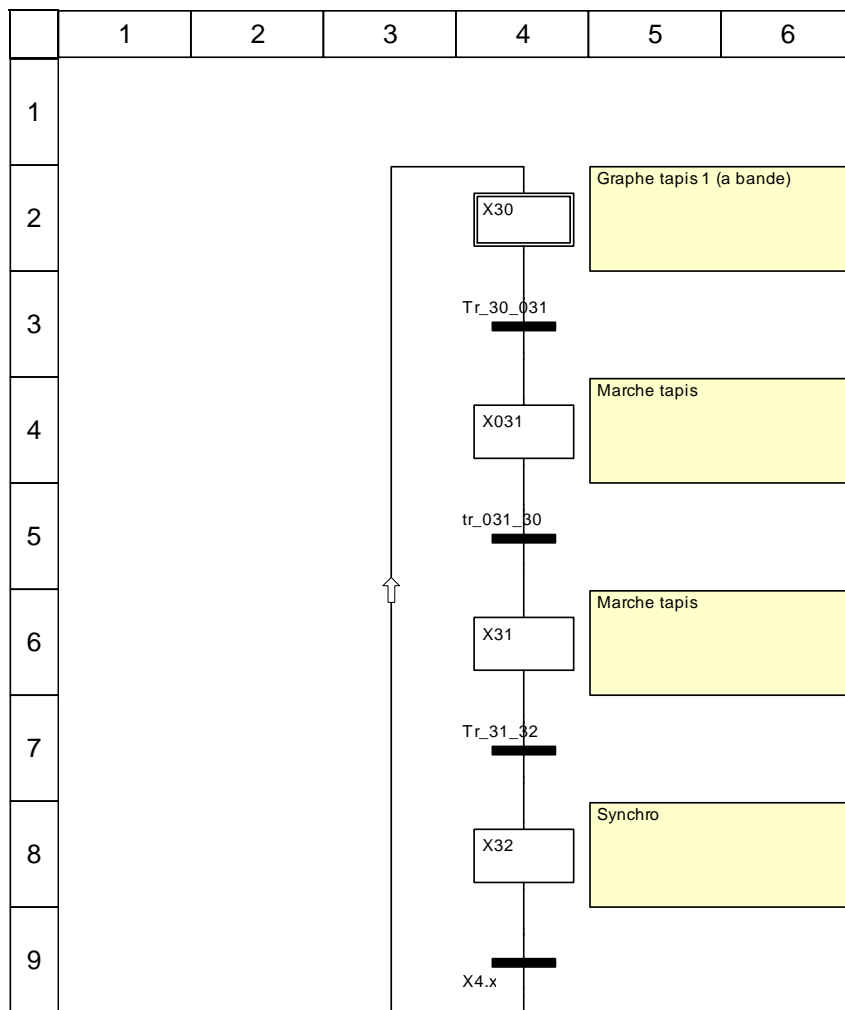 1 2 3 4 5 6
1
Graphe tapis 1 (a bande)
2
X30
Tr_30_031
3
Marche tapis
4
X031
tr_031_30
5
Marche tapis
6
X31
Tr_31_32
7
Synchro
8
X32
9
X4.x